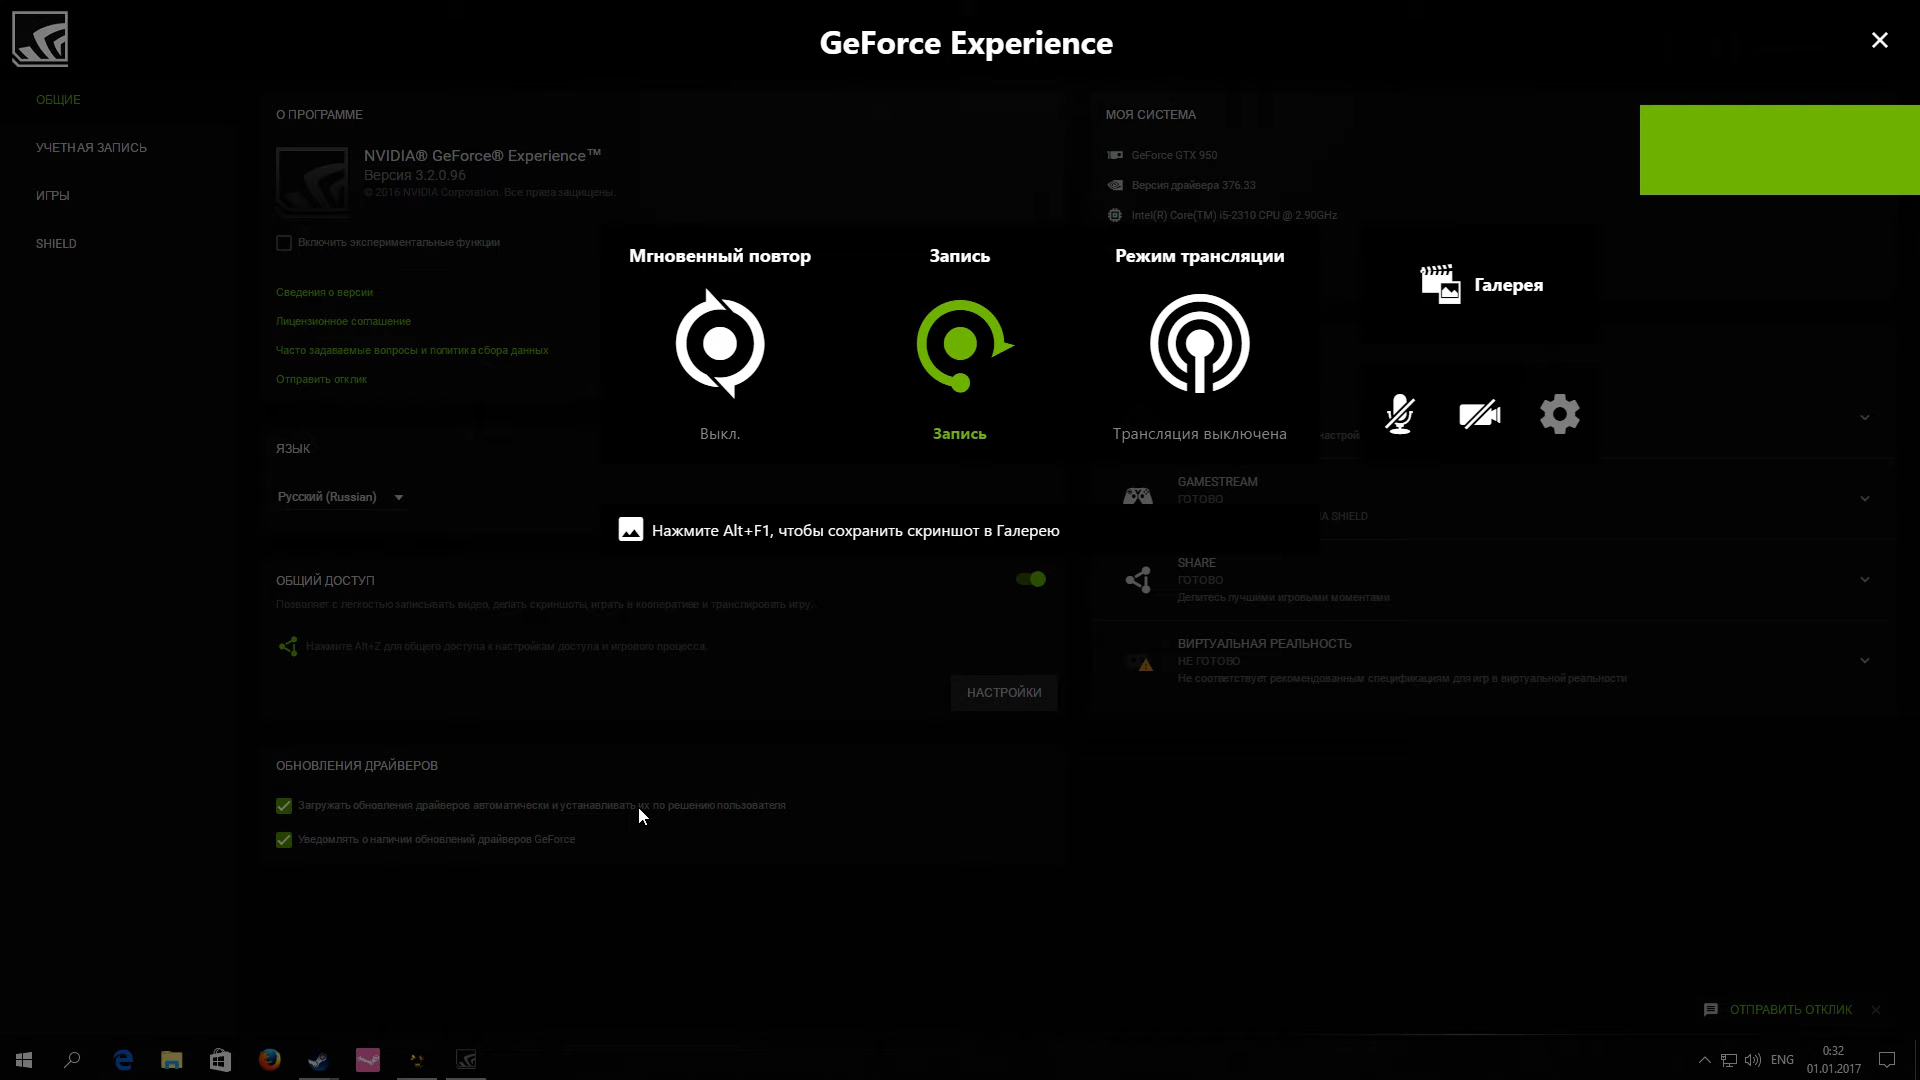 GeForce Experience
ОБЩИЕ
УЧЕТНАЯ ЗАПИСЬ
ИГРЫ
SHIELD
О ПРОГРАММЕ
NVIDIA® GeForce® Experience™
Версия 3.2.0.96
© 2016 NVIDIA Corporation. Все права защищены.
Включить экспериментальные функции
Сведения о версии
Лицензионное соглашение
Часто задаваемые вопросы и политика сбора данных
Отправить отклик
МОЯ СИСТЕМА
GeForce GTX 950
Версия драйвера 376.33
Intel(R) Core(TM) i5-2310 CPU @ 2.90GHz
Мгновенный повтор
Выкл.
Запись
Запись
Режим трансляции
Трансляция выключена
Галерея
Нажмите Alt+F1, чтобы сохранить скриншот в Галерею
ЯЗЫК
Русский (Russian)
ОБЩИЙ ДОСТУП
Позволяет с легкостью записывать видео, делать скриншоты, играть в кооперативе и транслировать игру...
Нажмите Alt+Z для общего доступа к настройкам доступа и игрового процесса.
НАСТРОЙКИ
ОБНОВЛЕНИЯ ДРАЙВЕРОВ
Загружать обновления драйверов автоматически и устанавливать их по решению пользователя
Уведомлять о наличии обновлений драйверов GeForce
GAMESTREAM
ГОТОВО
SHIELD
SHARE
ГОТОВО
Делитесь лучшими игровыми моментами
ВИРТУАЛЬНАЯ РЕАЛЬНОСТЬ
НЕ ГОТОВО
Не соответствует рекомендованным спецификациям для игр в виртуальной реальности
ОТПРАВИТЬ ОТКЛИК
ENG
0:32
01.01.2017